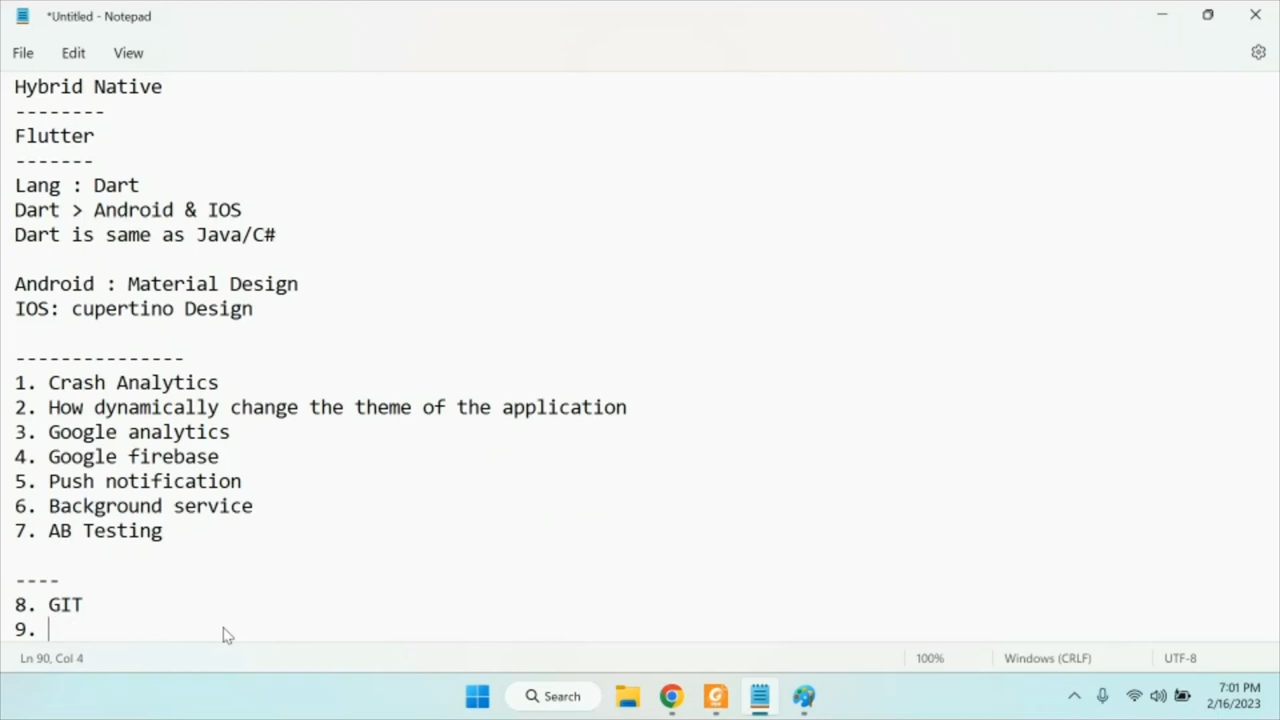 *Untitled - Notepad
File Edit View
Hybrid Native
--------
Flutter
-------
Lang : Dart
Dart > Android & IOS
Dart is same as Java/C#
Android : Material Design
IOS: cupertino Design
---------------
1. Crash Analytics
2. How dynamically change the theme of the application
3. Google analytics
4. Google firebase
5. Push notification
6. Background service
7. AB Testing
----
8. GIT
9.
Ln 90, Col 4 100% Windows (CRLF) UTF-8
Search 7:01 PM
2/16/2023